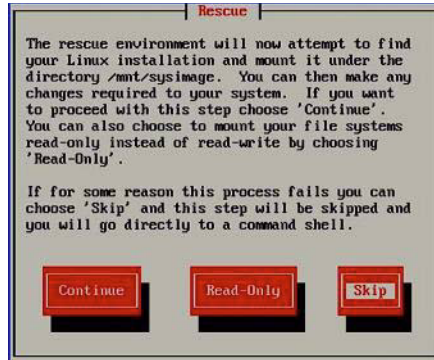 Rescue
The rescue environment will now attempt to find
your Linux installation and mount it under the
directory /mnt/sysimage.  You can then make any
changes required to your system.  If you want
to proceed with this step choose 'Continue'.
You can also choose to mount your file systems
read-only instead of read-write by choosing
'Read-Only'.
If for some reason this process fails you can
choose 'Skip' and this step will be skipped and
you will go directly to a command shell.
Continue Read-Only Skip